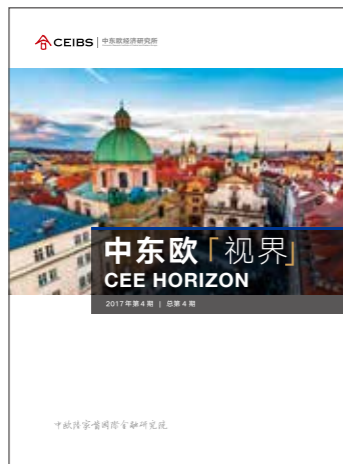 CEIBS | 中东欧经济研究所
中东欧「视界」
CEE HORIZON
2017年第4期 | 总第4期
中欧陆家嘴国际金融研究院